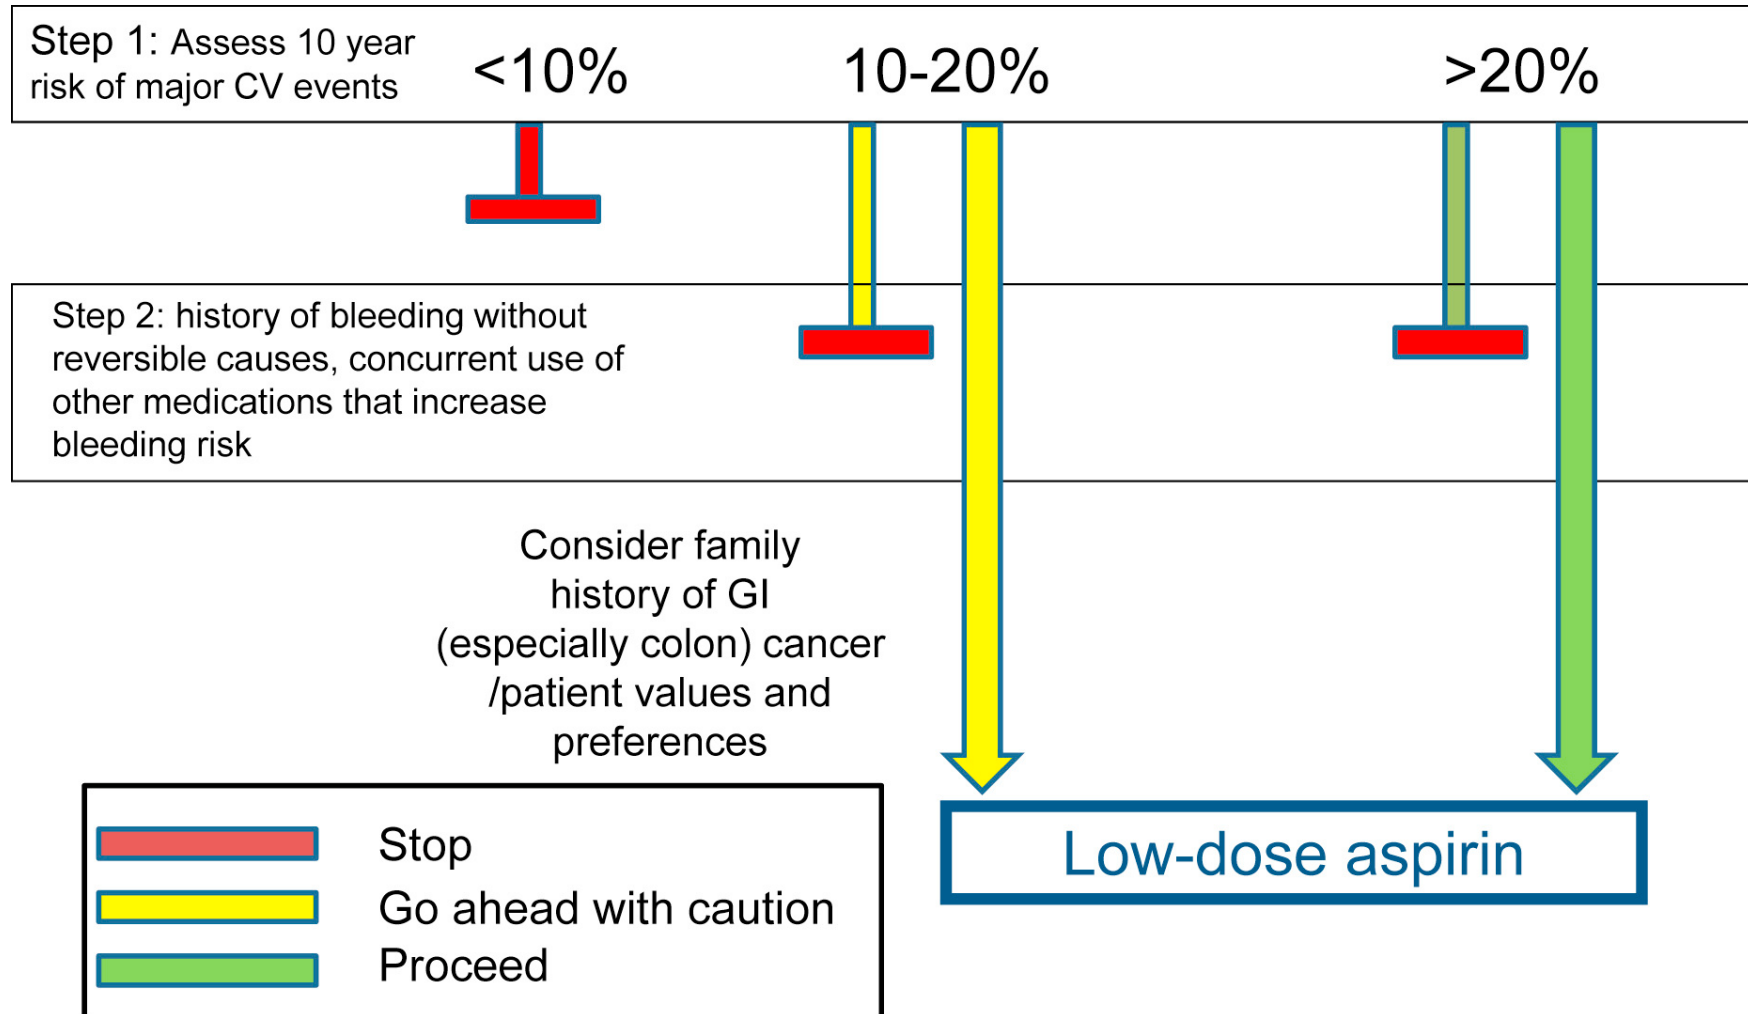 Step 1: Assess 10 year
risk of major CV events
<10%
10-20%
>20%
Step 2: history of bleeding without
reversible causes, concurrent use of
other medications that increase
bleeding risk
Consider family
history of GI
(especially colon) cancer
/patient values and
preferences
Stop
Go ahead with caution
Proceed
Low-dose aspirin